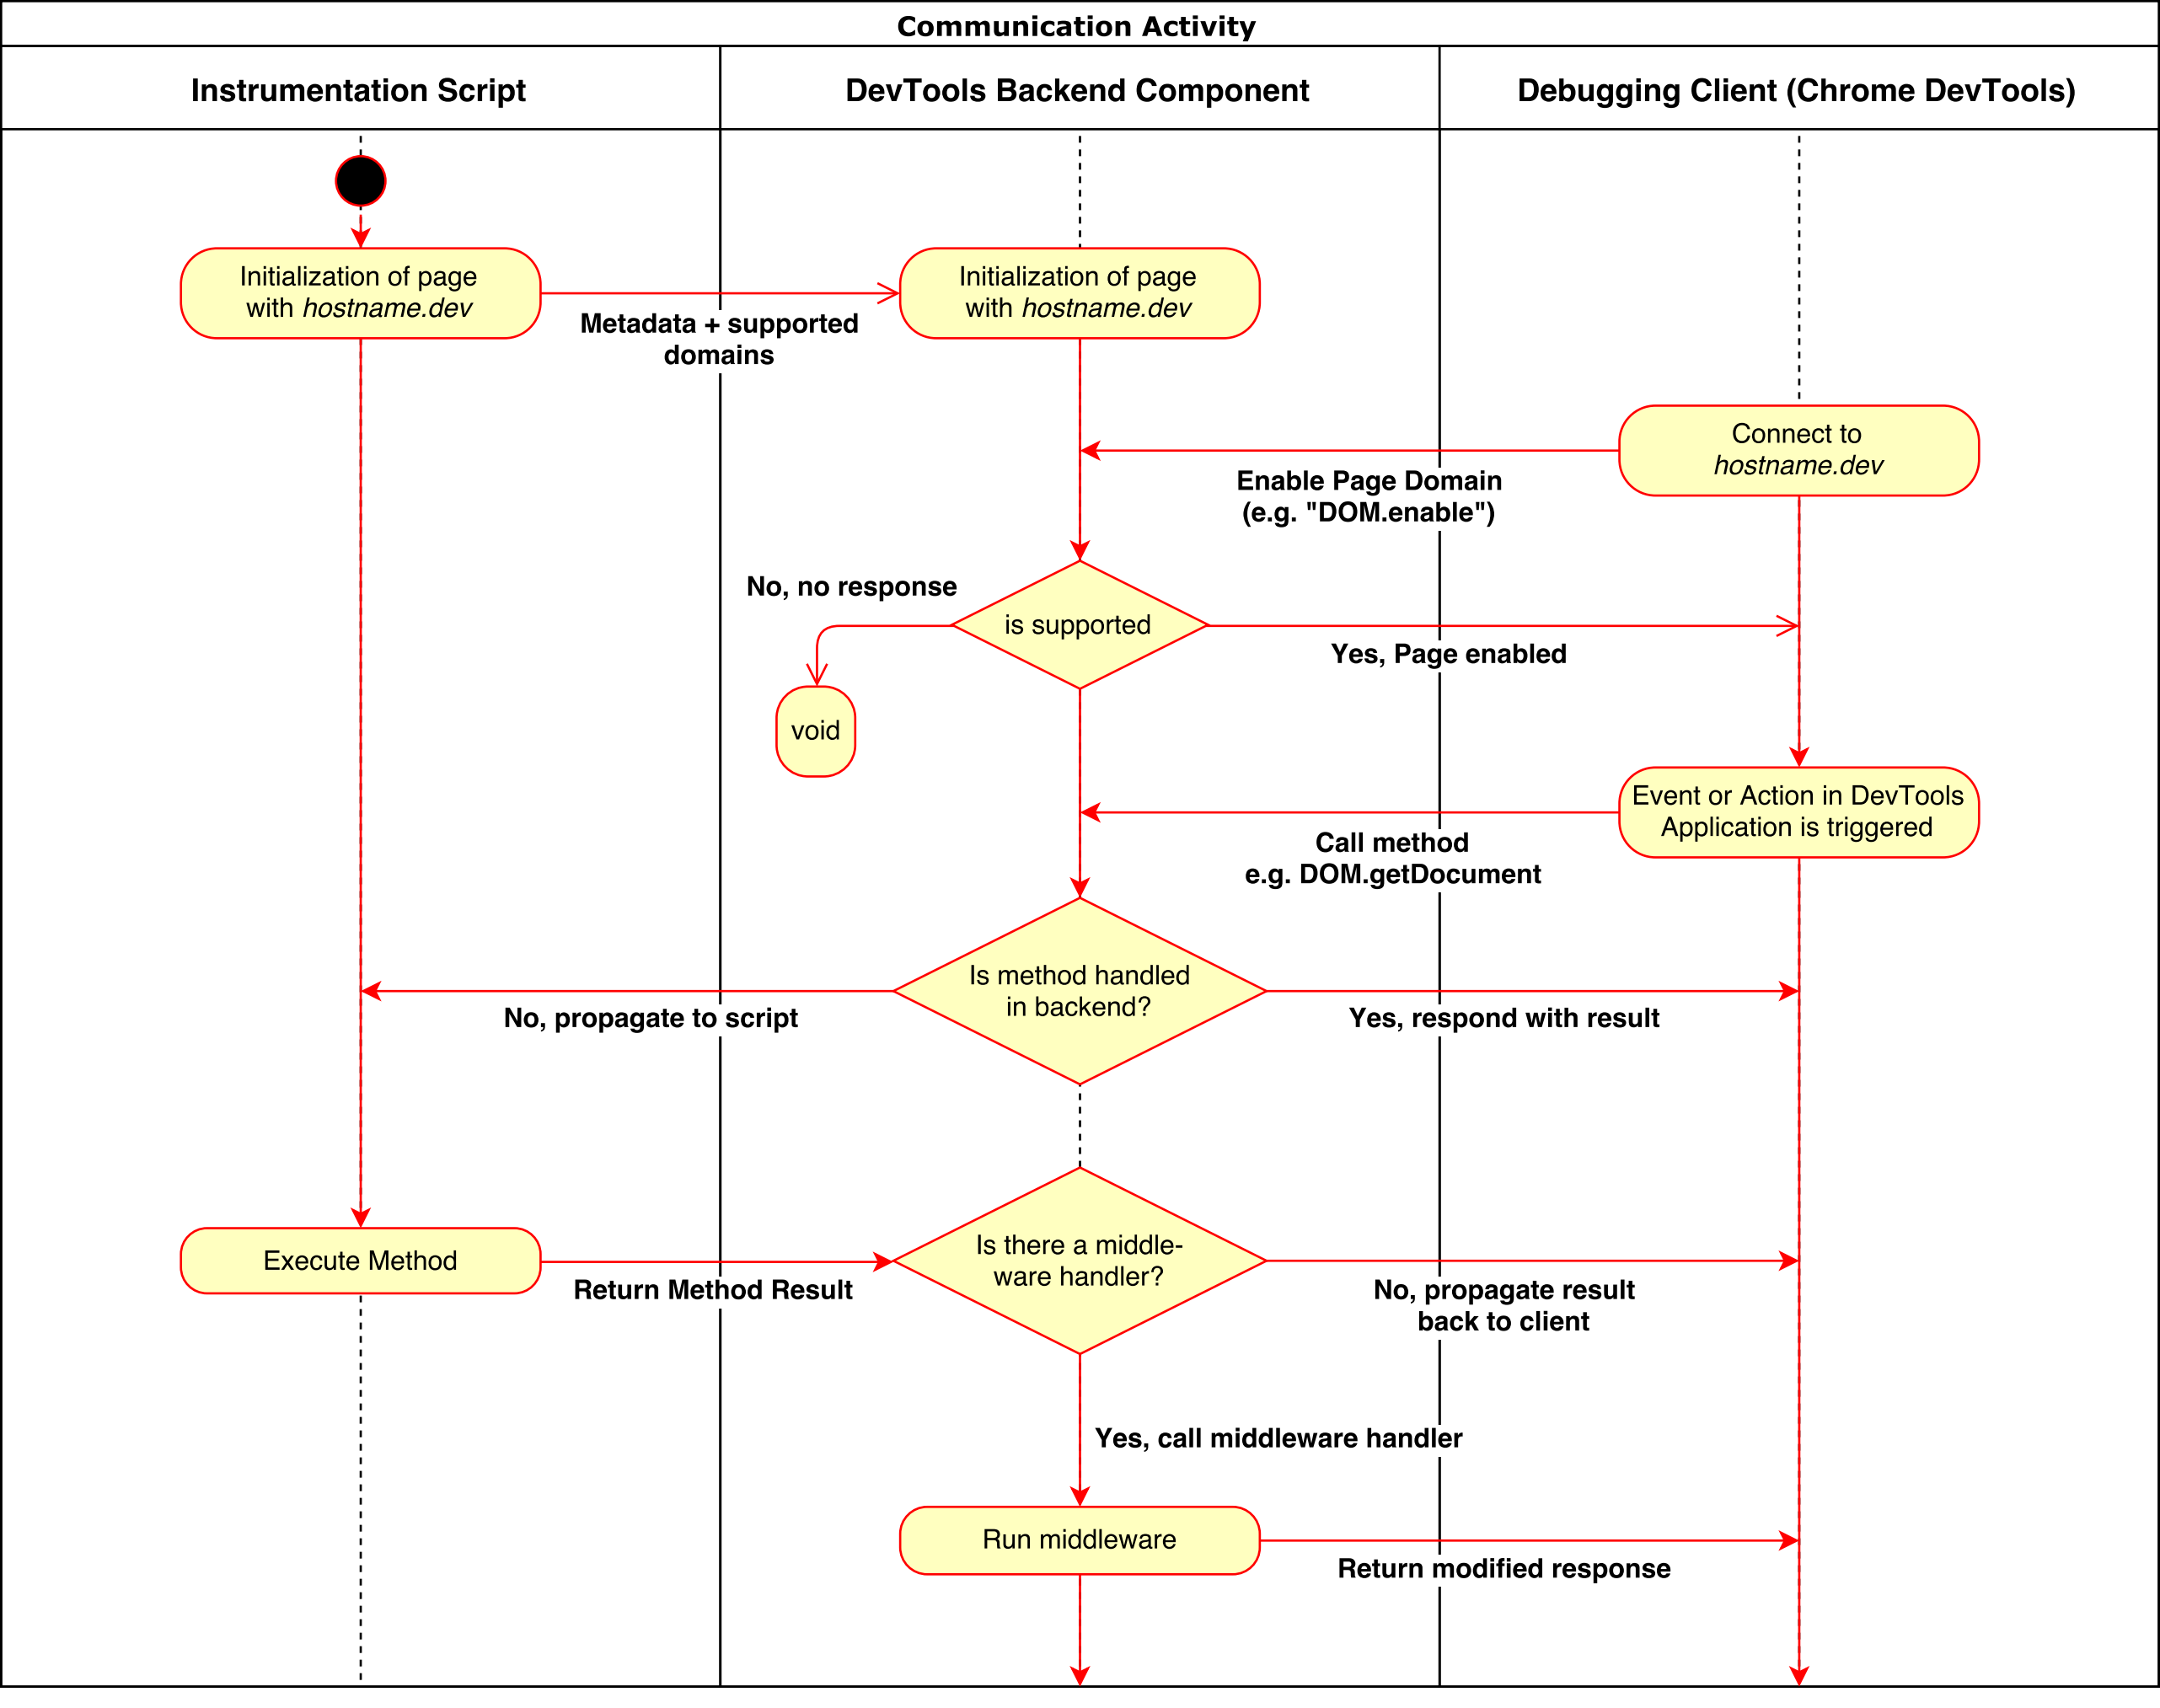 Communication Activity
Instrumentation Script
DevTools Backend Component
Debugging Client (Chrome DevTools)
Initialization of page
with hostname.dev
Metadata + supported
domains
Initialization of page
with hostname.dev
Connect to
hostname.dev
Enable Page Domain
(e.g. "DOM.enable")
No, no response
is supported
Yes, Page enabled
void
Event or Action in DevTools
Application is triggered
Call method
e.g. DOM.getDocument
Is method handled
in backend?
No, propagate to script
Yes, respond with result
Execute Method
Return Method Result
Is there a middle-
ware handler?
No, propagate result
back to client
Yes, call middleware handler
Run middleware
Return modified response